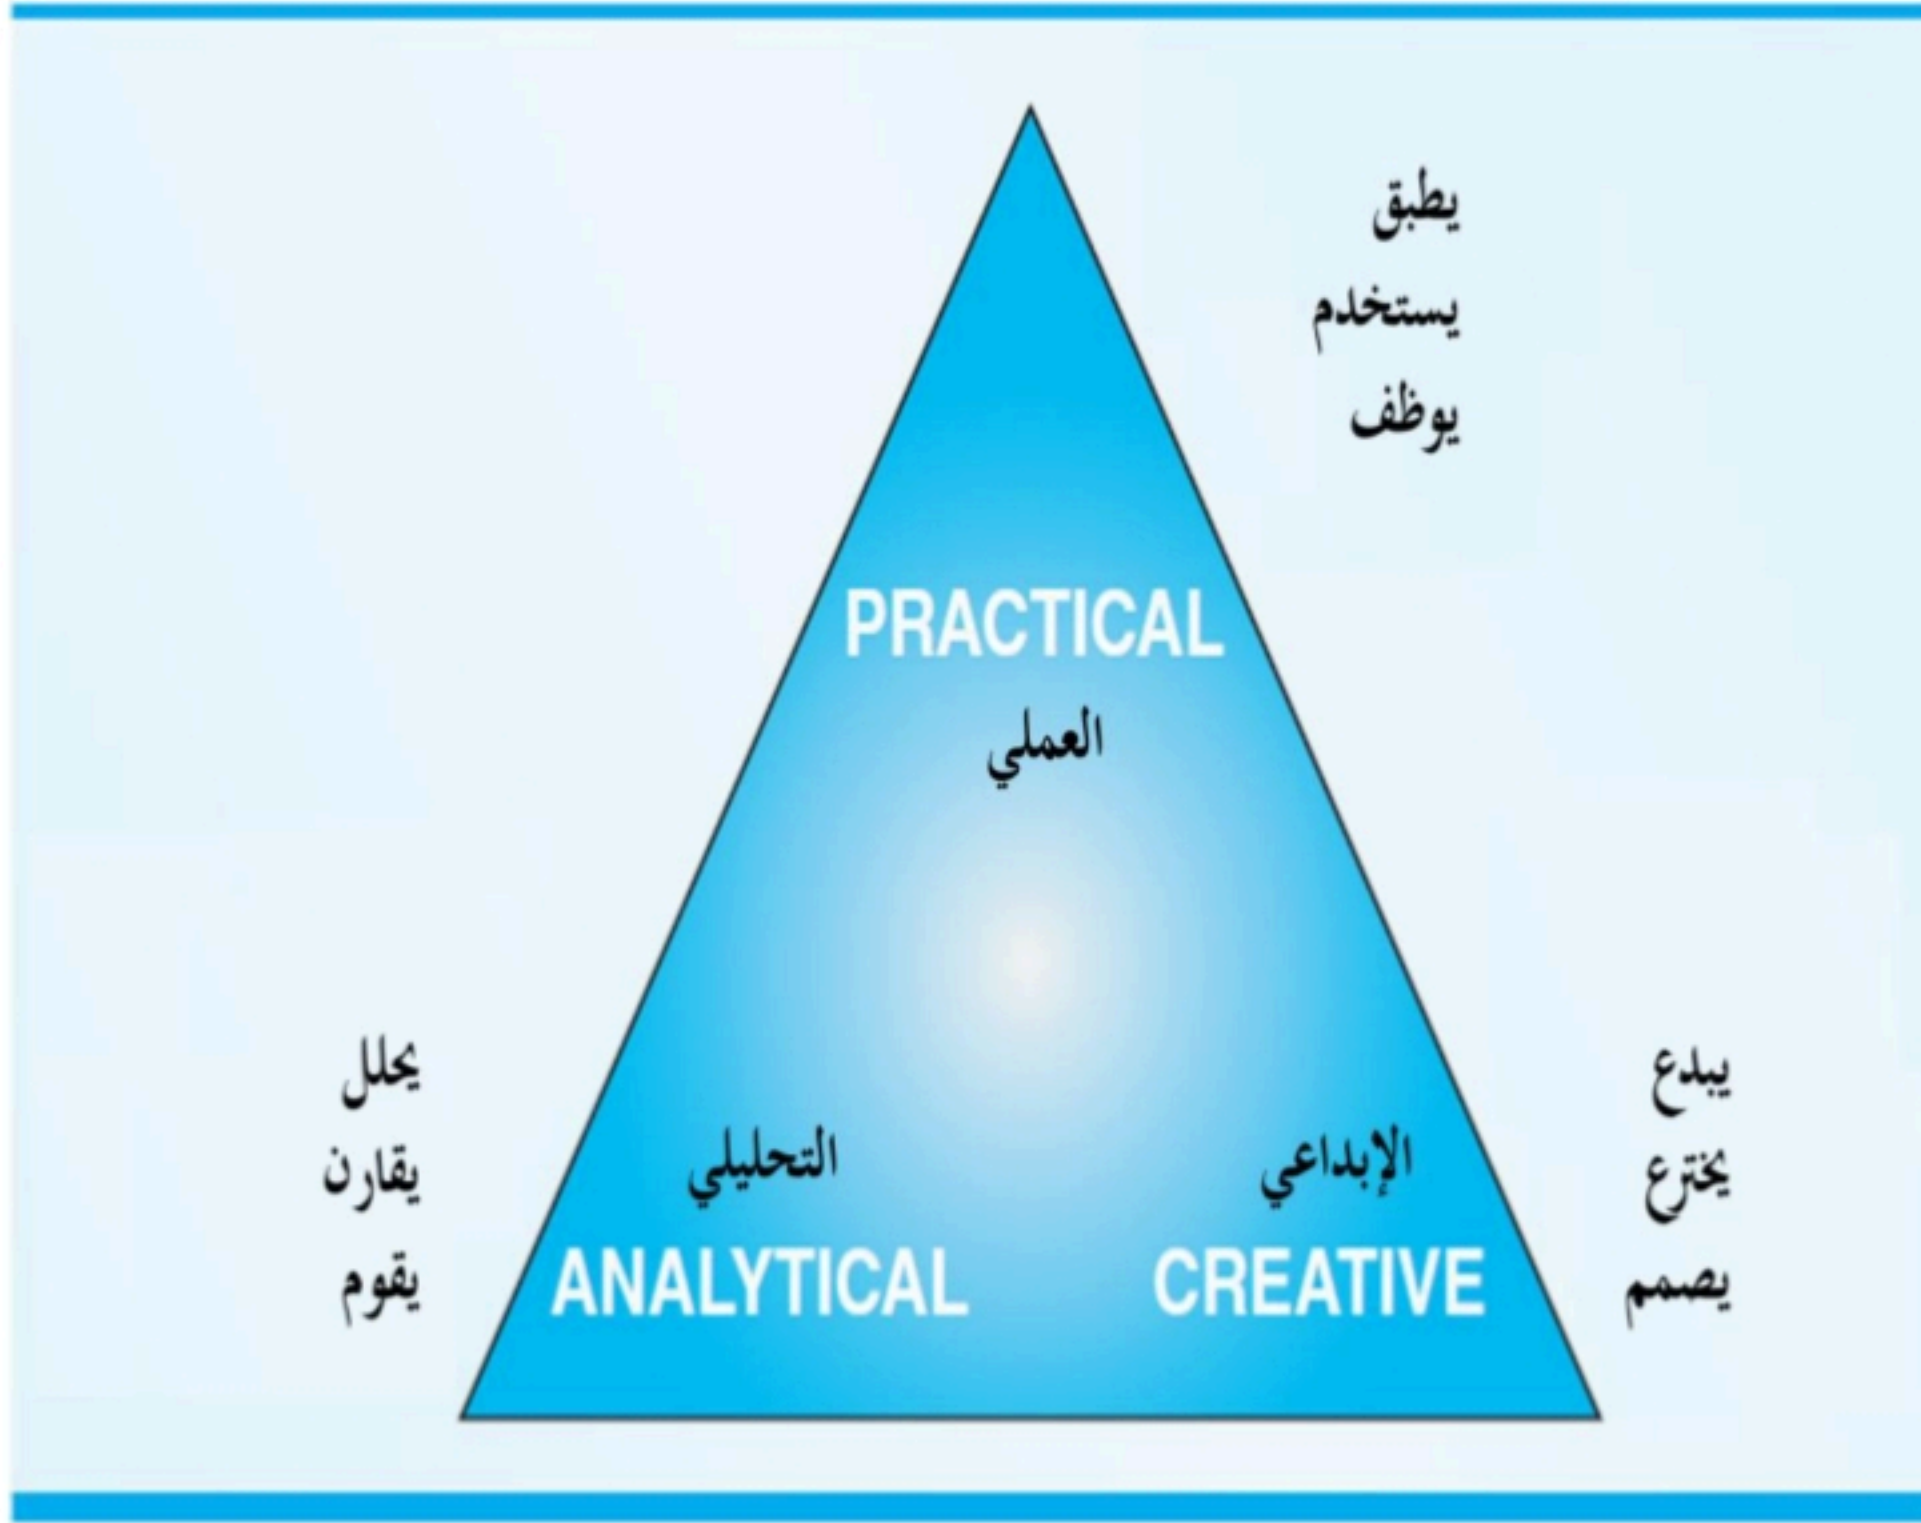 يطبق
يستخدم
يوظف
PRACTICAL
العملي
يبدع
يخترع
يصمم
الإبداعي
CREATIVE
التحليلي
ANALYTICAL
يحلل
يقارن
يقوم